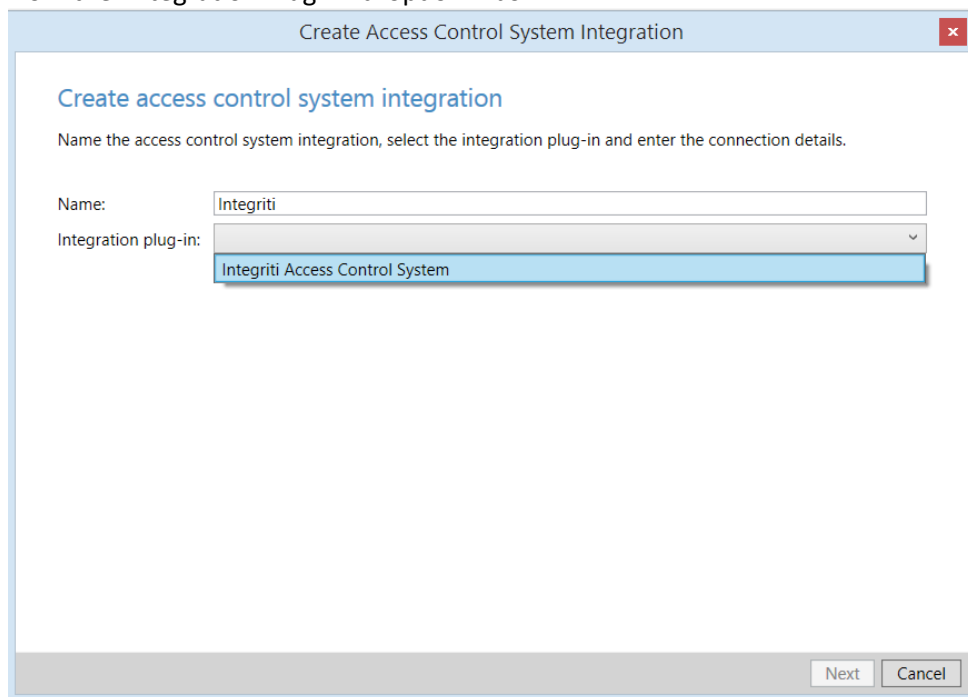 Create Access Control System Integration
x
Create access control system integration
Name the access control system integration, select the integration plug-in and enter the connection details.
Name: Integriti
Integration plug-in:
Integriti Access Control System
Next Cancel